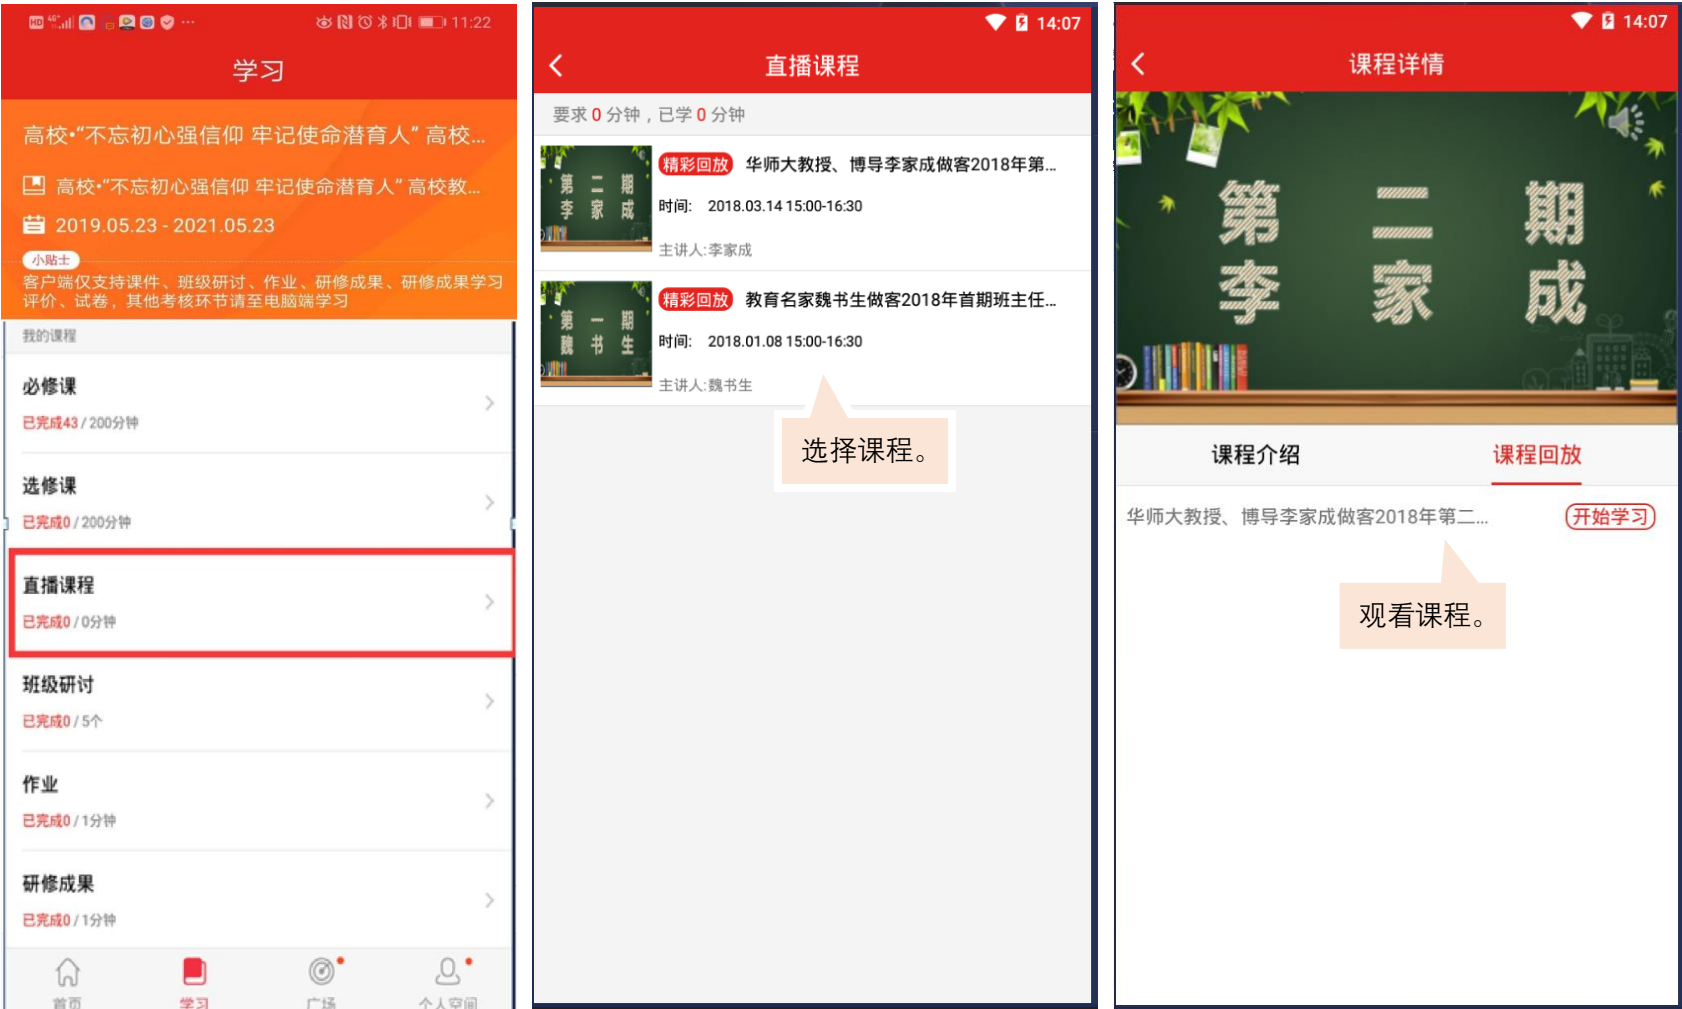 HD 46 11:22
学习
高校•“不忘初心强信仰 牢记使命潜育人” 高校...
高校•“不忘初心强信仰 牢记使命潜育人” 高校教...
2019.05.23 - 2021.05.23
小贴士
客户端仅支持课件、班级研讨、作业、研修成果、研修成果学习
评价、试卷，其他考核环节请至电脑端学习
我的课程
必修课
已完成43 / 200分钟
选修课
已完成0 / 200分钟
直播课程
已完成0 / 0分钟
班级研讨
已完成0 / 5个
作业
已完成0 / 1分钟
研修成果
已完成0 / 1分钟
首页 学习 广场 个人空间
14:07
直播课程
要求 0 分钟，已学 0 分钟
第 二 期
李 家 成
精彩回放 华师大教授、博导李家成做客2018年第...
时间: 2018.03.14 15:00-16:30
主讲人:李家成
第 一 期
魏 书 生
精彩回放 教育名家魏书生做客2018年首期班主任...
时间: 2018.01.08 15:00-16:30
主讲人:魏书生
选择课程。
14:07
课程详情
第 二 期
李 家 成
课程介绍 课程回放
华师大教授、博导李家成做客2018年第二...
开始学习
观看课程。